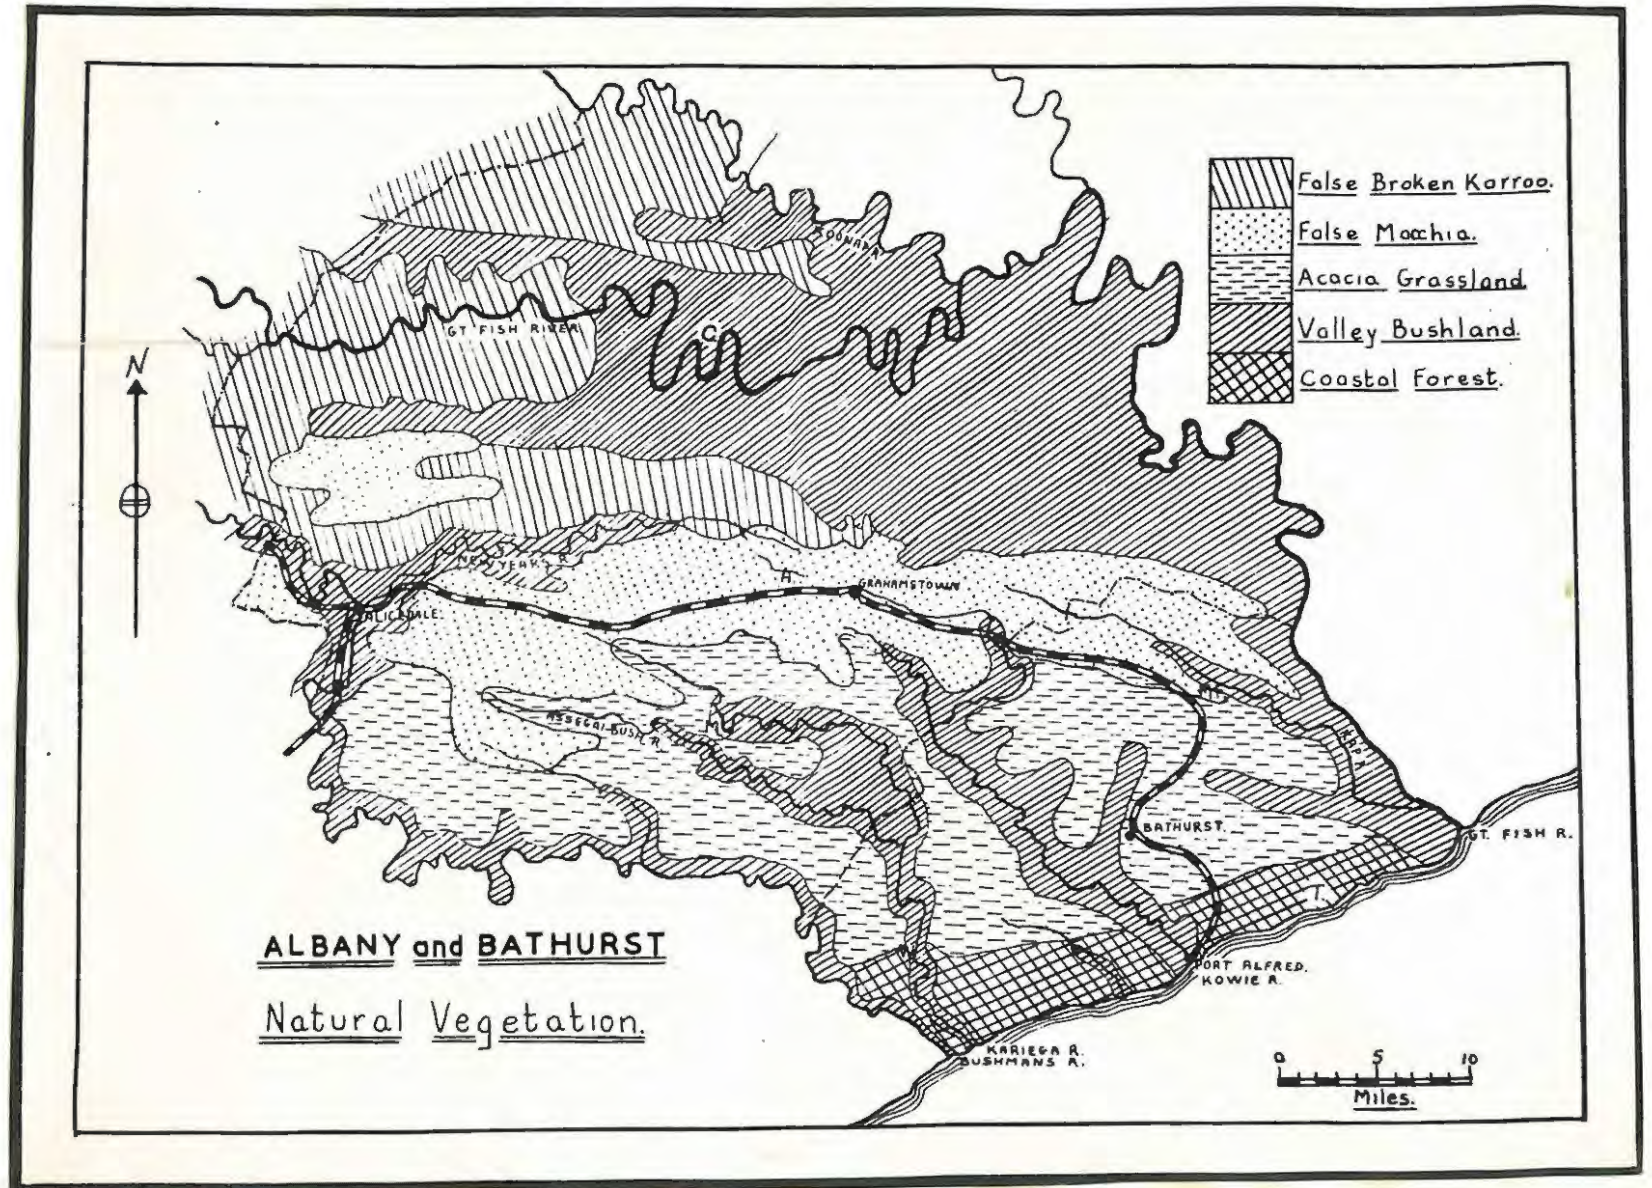 False Broken Karroo.
False Macchia.
Acacia Grassland.
Valley Bushland.
Coastal Forest.
N
GT FISH RIVER
C
NEW YEARS R.
A.
GRAHAMSTOWN
ALICEDALE.
ASSEGAI BUSH R.
M
KAP R
BATHURST.
GT. FISH R.
T.
PORT ALFRED.
KOWIE R.
KARIEGA R.
BUSHMANS R.
ALBANY and BATHURST
Natural Vegetation.
0 5 10
Miles.